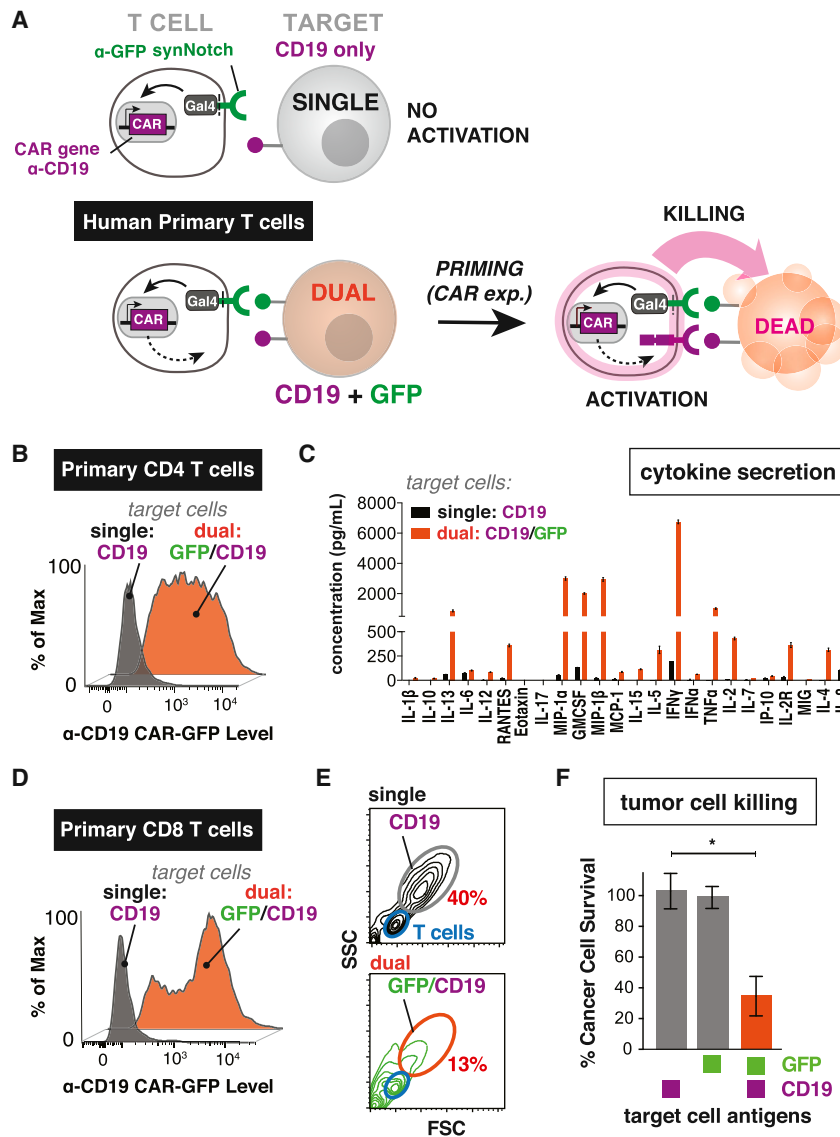 A
T CELL
TARGET
α-GFP synNotch
CD19 only
Gal4
SINGLE
CAR
NO
ACTIVATION
CAR gene
α-CD19
Human Primary T cells
KILLING
Gal4
DUAL
CAR
PRIMING
(CAR exp.)
Gal4
CAR
DEAD
CD19 + GFP
ACTIVATION
B
Primary CD4 T cells
target cells
single:
CD19
dual:
GFP/CD19
100
% of Max
0
0 10³ 10⁴
α-CD19 CAR-GFP Level
C
cytokine secretion
target cells:
single: CD19
dual: CD19/GFP
concentration (pg/mL)
8000
6000
4000
2000
500
250
0
IL-1β
IL-10
IL-13
IL-6
IL-12
RANTES
Eotaxin
IL-17
MIP-1α
GMCSF
MIP-1β
MCP-1
IL-15
IL-5
IFNγ
IFNα
TNFα
IL-2
IL-7
IP-10
IL-2R
MIG
IL-4
D
Primary CD8 T cells
target cells
single:
CD19
dual:
GFP/CD19
100
% of Max
0
0 10³ 10⁴
α-CD19 CAR-GFP Level
E
single
CD19
40%
T cells
SSC
dual
GFP/CD19
13%
FSC
F
tumor cell killing
*
% Cancer Cell Survival
100
80
60
40
20
0
GFP
CD19
target cell antigens